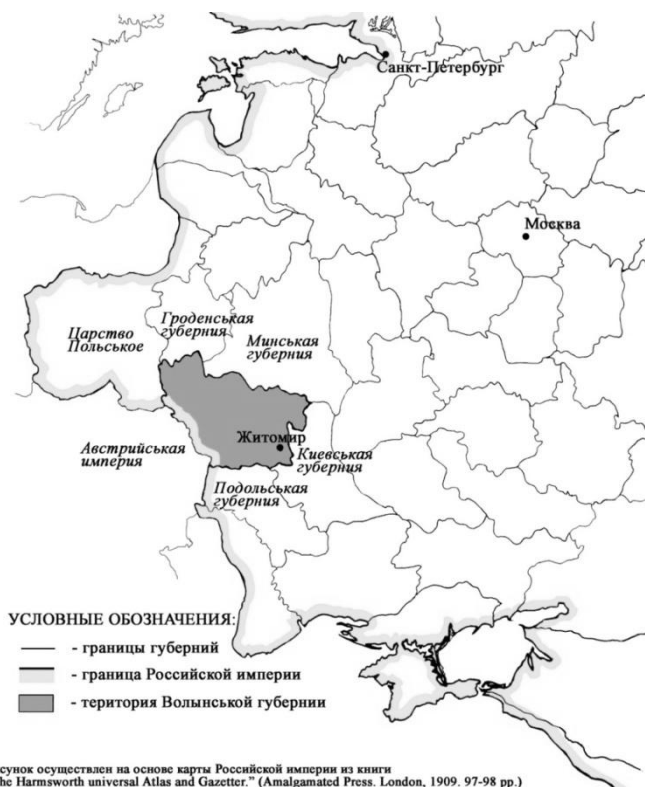 Санкт-Петербург
Москва
Царство
Польское
Гроденськая
губерния
Минськая
губерния
Житомир
Австрийськая
империя
Киевськая
губерния
Подольськая
губерния
УСЛОВНЫЕ ОБОЗНАЧЕНИЯ:
- границы губерний
- граница Российской империи
- територия Волынськой губернии
сунок осуществлен на основе карты Российской империи из книги
he Harmsworth universal Atlas and Gazetter." (Amalgamated Press. London, 1909. 97-98 pp.)